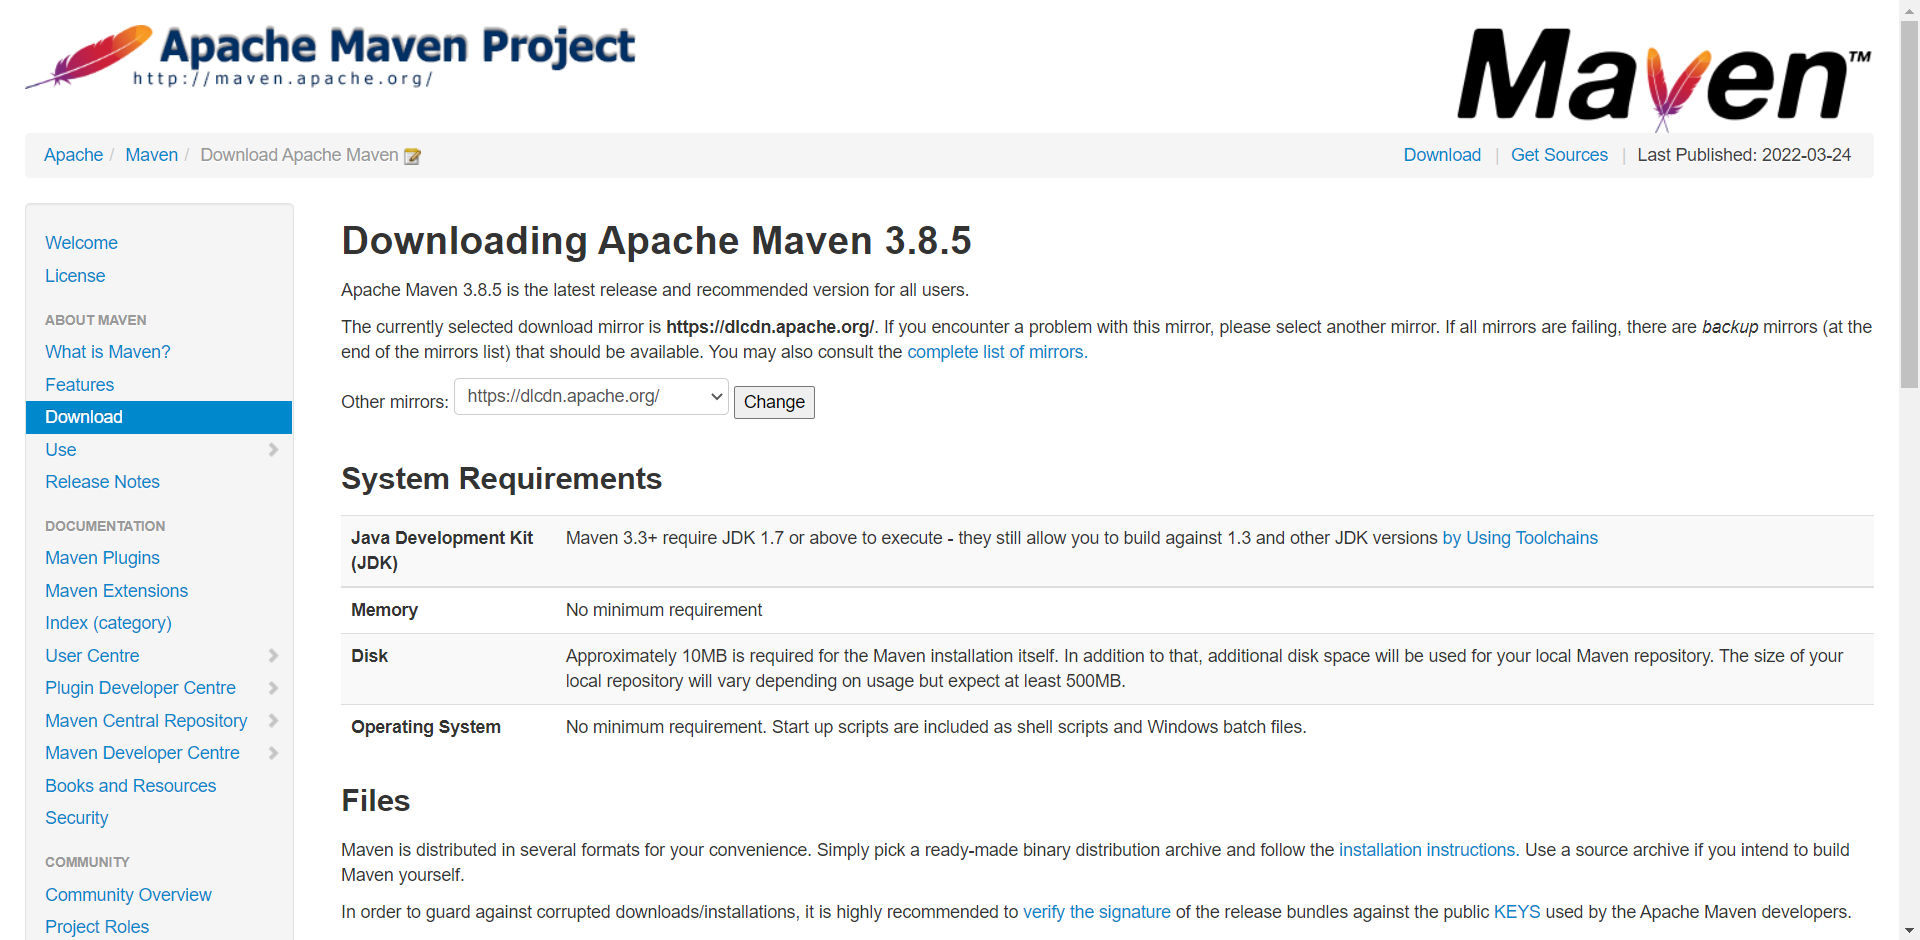 Apache Maven Project
http://maven.apache.org/
Maven™
Apache / Maven / Download Apache Maven
Download | Get Sources | Last Published: 2022-03-24
Welcome
License
ABOUT MAVEN
What is Maven?
Features
Download
Use
Release Notes
DOCUMENTATION
Maven Plugins
Maven Extensions
Index (category)
User Centre
Plugin Developer Centre
Maven Central Repository
Maven Developer Centre
Books and Resources
Security
COMMUNITY
Community Overview
Project Roles
Downloading Apache Maven 3.8.5
Apache Maven 3.8.5 is the latest release and recommended version for all users.
The currently selected download mirror is https://dlcdn.apache.org/. If you encounter a problem with this mirror, please select another mirror. If all mirrors are failing, there are backup mirrors (at the
end of the mirrors list) that should be available. You may also consult the complete list of mirrors.
Other mirrors: https://dlcdn.apache.org/ Change
System Requirements
Java Development Kit Maven 3.3+ require JDK 1.7 or above to execute - they still allow you to build against 1.3 and other JDK versions by Using Toolchains
(JDK)
Memory No minimum requirement
Disk Approximately 10MB is required for the Maven installation itself. In addition to that, additional disk space will be used for your local Maven repository. The size of your
local repository will vary depending on usage but expect at least 500MB.
Operating System No minimum requirement. Start up scripts are included as shell scripts and Windows batch files.
Files
Maven is distributed in several formats for your convenience. Simply pick a ready-made binary distribution archive and follow the installation instructions. Use a source archive if you intend to build
Maven yourself.
In order to guard against corrupted downloads/installations, it is highly recommended to verify the signature of the release bundles against the public KEYS used by the Apache Maven developers.